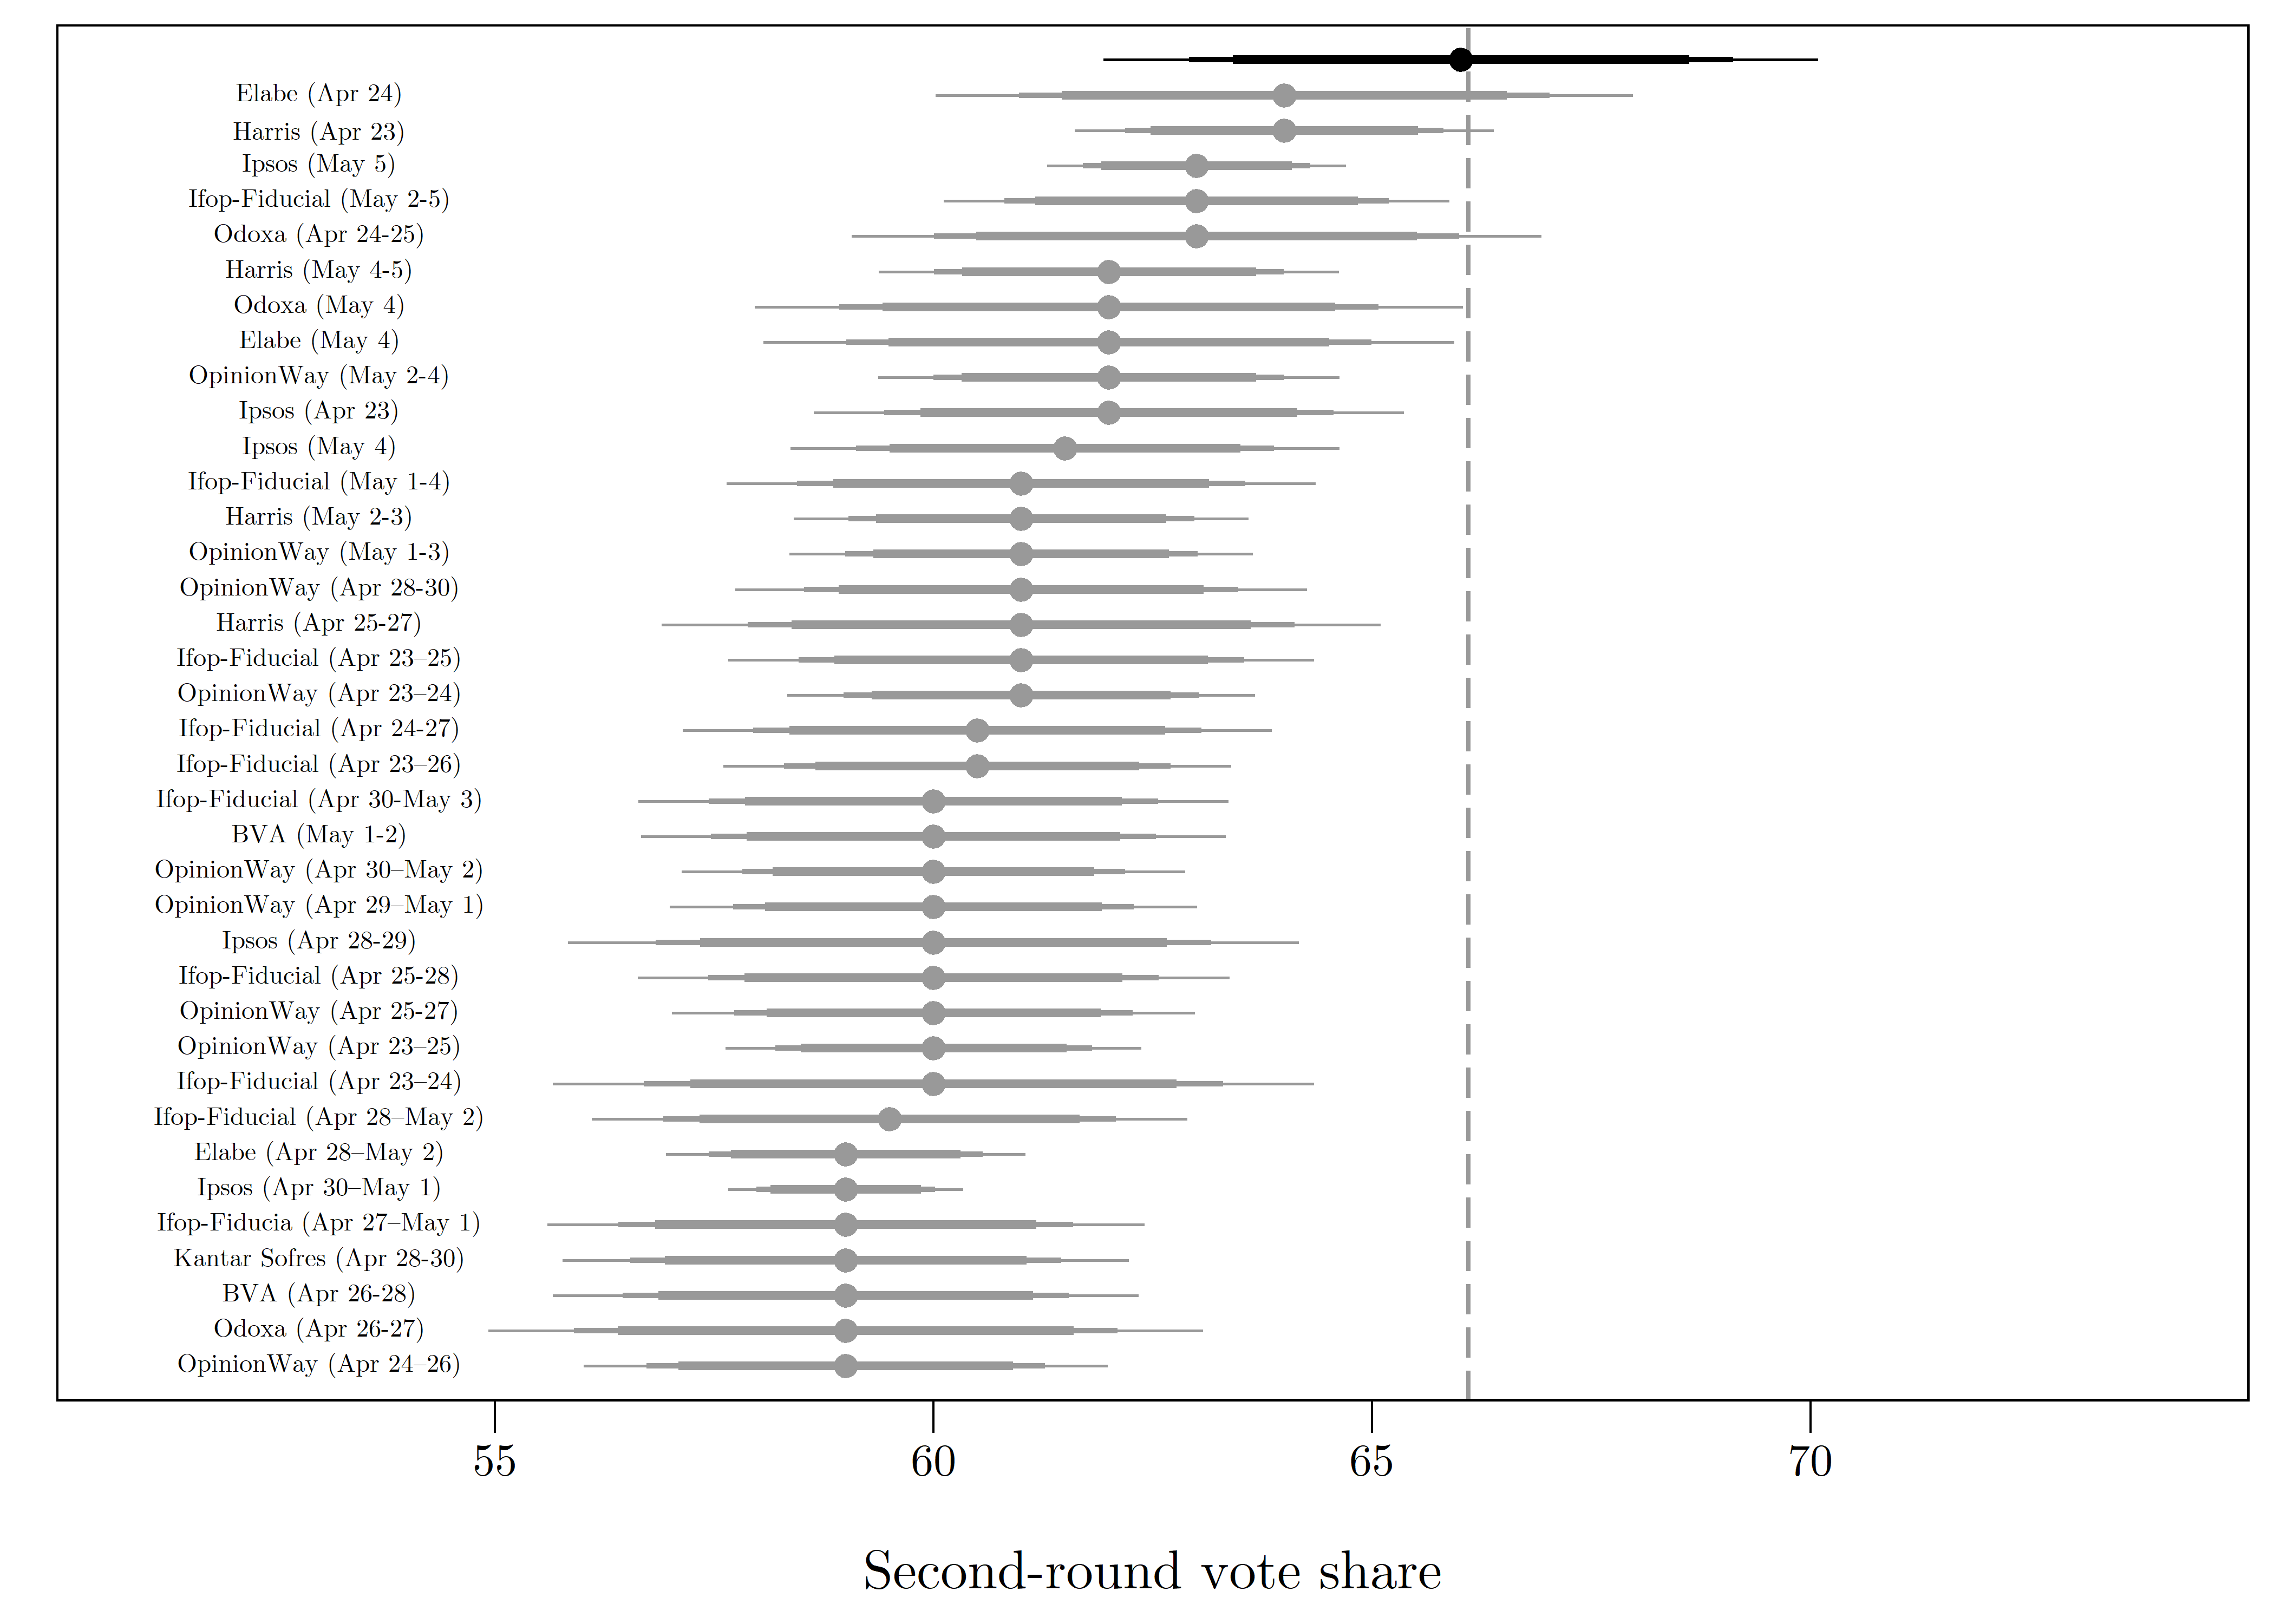 Elabe (Apr 24)
Harris (Apr 23)
Ipsos (May 5)
Ifop-Fiducial (May 2-5)
Odoxa (Apr 24-25)
Harris (May 4-5)
Odoxa (May 4)
Elabe (May 4)
OpinionWay (May 2-4)
Ipsos (Apr 23)
Ipsos (May 4)
Ifop-Fiducial (May 1-4)
Harris (May 2-3)
OpinionWay (May 1-3)
OpinionWay (Apr 28-30)
Harris (Apr 25-27)
Ifop-Fiducial (Apr 23–25)
OpinionWay (Apr 23–24)
Ifop-Fiducial (Apr 24-27)
Ifop-Fiducial (Apr 23–26)
Ifop-Fiducial (Apr 30-May 3)
BVA (May 1-2)
OpinionWay (Apr 30–May 2)
OpinionWay (Apr 29–May 1)
Ipsos (Apr 28-29)
Ifop-Fiducial (Apr 25-28)
OpinionWay (Apr 25-27)
OpinionWay (Apr 23–25)
Ifop-Fiducial (Apr 23–24)
Ifop-Fiducial (Apr 28–May 2)
Elabe (Apr 28–May 2)
Ipsos (Apr 30–May 1)
Ifop-Fiducia (Apr 27–May 1)
Kantar Sofres (Apr 28-30)
BVA (Apr 26-28)
Odoxa (Apr 26-27)
OpinionWay (Apr 24–26)
55 60 65 70
Second-round vote share